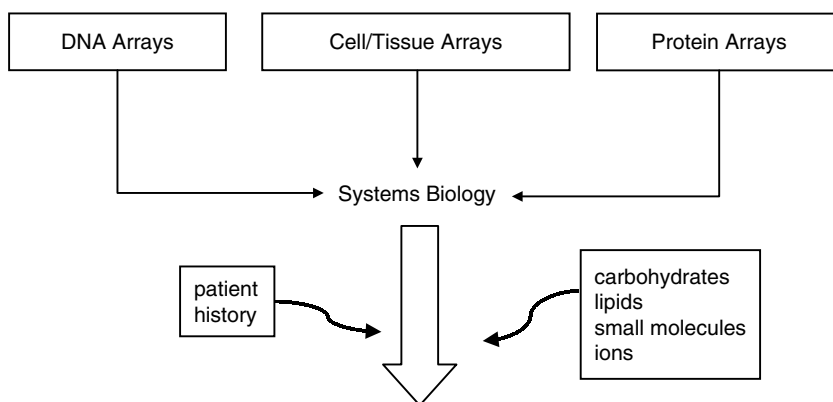 DNA Arrays
Cell/Tissue Arrays
Protein Arrays
Systems Biology
patient
history
carbohydrates
lipids
small molecules
ions